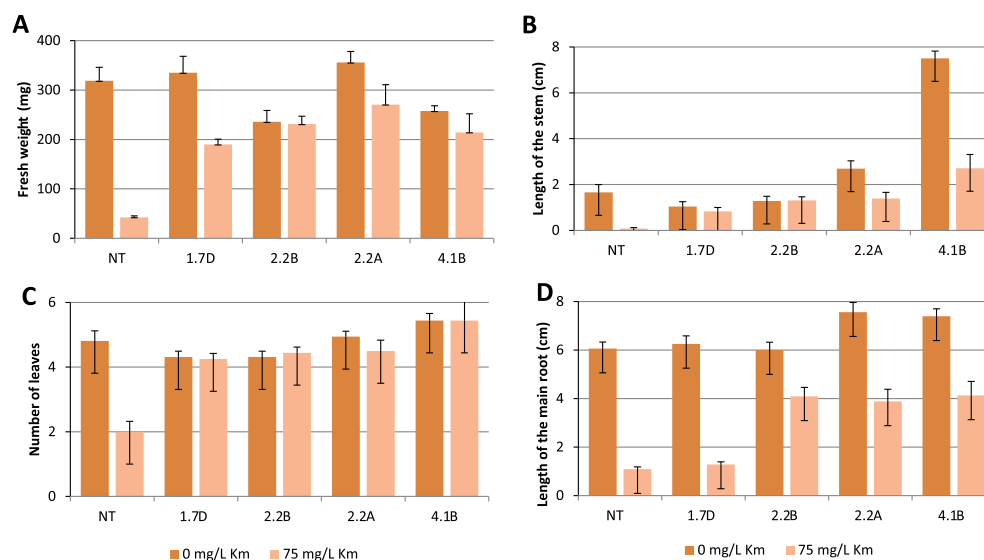 A
Fresh weight (mg)
400
300
200
100
0
NT 1.7D 2.2B 2.2A 4.1B
B
Length of the stem (cm)
8
6
4
2
0
NT 1.7D 2.2B 2.2A 4.1B
C
Number of leaves
6
4
2
0
NT 1.7D 2.2B 2.2A 4.1B
0 mg/L Km 75 mg/L Km
D
Length of the main root (cm)
8
6
4
2
0
NT 1.7D 2.2B 2.2A 4.1B
0 mg/L Km 75 mg/L Km